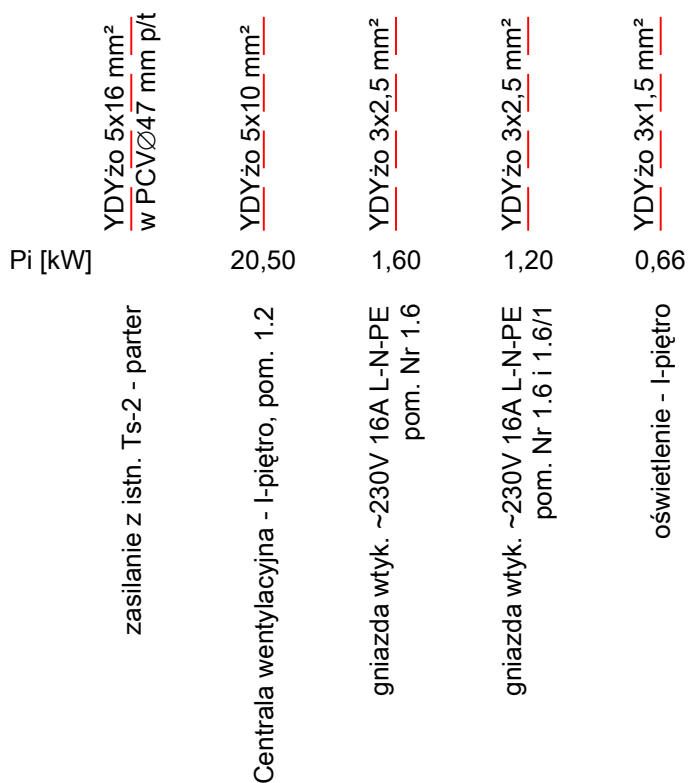 YDYżo 5x16 mm²
w PCVØ47 mm p/t
YDYżo 5x10 mm²
YDYżo 3x2,5 mm²
YDYżo 3x2,5 mm²
YDYżo 3x1,5 mm²
Pi [kW] 20,50 1,60 1,20 0,66
zasilanie z istn. Ts-2 - parter
Centrala wentylacyjna - I-piętro, pom. 1.2
gniazda wtyk. ~230V 16A L-N-PE
pom. Nr 1.6
gniazda wtyk. ~230V 16A L-N-PE
pom. Nr 1.6 i 1.6/1
oświetlenie - I-piętro